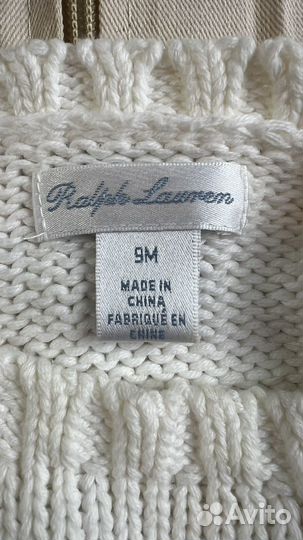 Ralph Lauren
9M
MADE IN
CHINA
FABRIQUÉ EN
CHINE
Avito